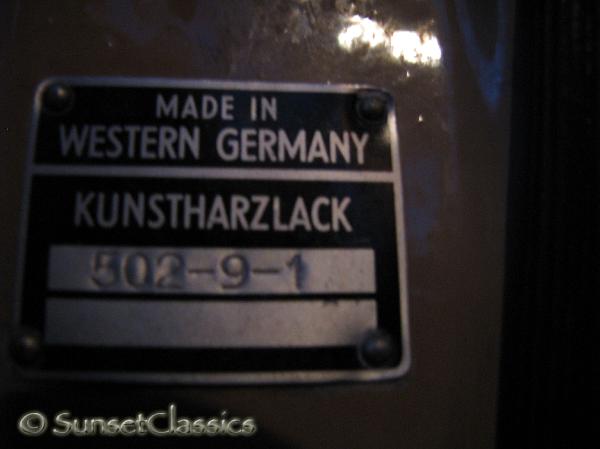 MADE IN
WESTERN GERMANY
KUNSTHARZLACK
502-9-1
© SunsetClassics